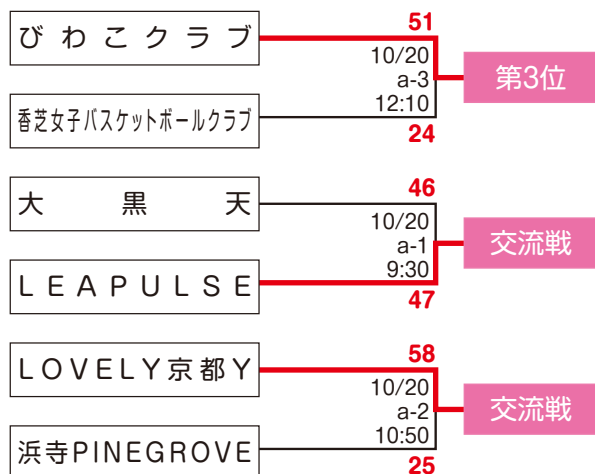 びわこクラブ
51
10/20
a-3
12:10
第3位
香芝女子バスケットボールクラブ
24
大黒天
46
10/20
a-1
9:30
交流戦
LEAPULSE
47
LOVELY京都Y
58
10/20
a-2
10:50
交流戦
浜寺PINEGROVE
25